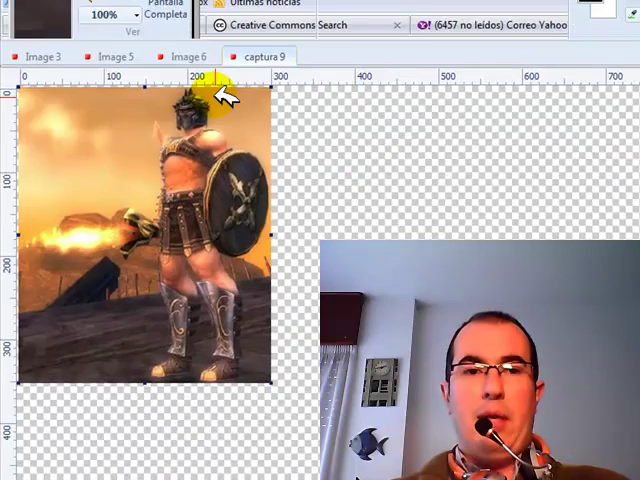 Pantalla
Completa
100%
Ver
Últimas noticias
Creative Commons Search
(6457 no leídos) Correo Yahoo
Image 3
Image 5
Image 6
captura 9
0 100 200 300 400 500 600 700
0
100
200
300
400